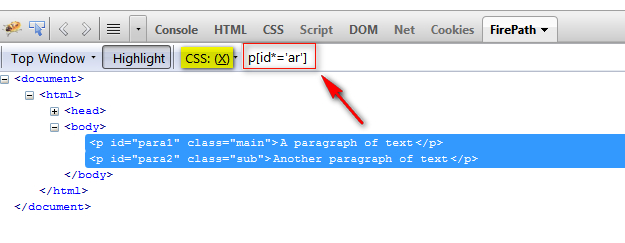 Console HTML CSS Script DOM Net Cookies FirePath
Top Window Highlight CSS: (X) p[id*='ar']
<document>
<html>
<head>
<body>
<p id="para1" class="main">A paragraph of text</p>
<p id="para2" class="sub">Another paragraph of text</p>
</body>
</html>
</document>